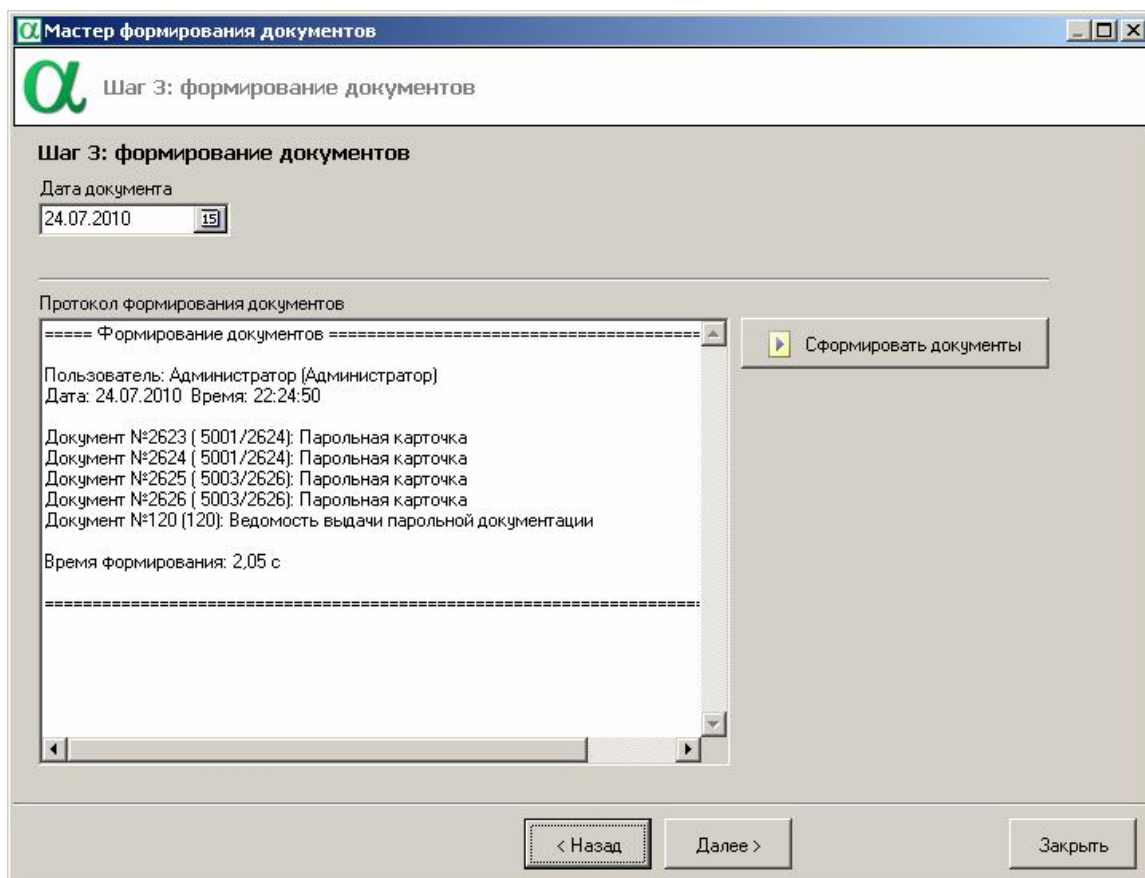 α Мастер формирования документов
α Шаг 3: формирование документов
Шаг 3: формирование документов
Дата документа
24.07.2010 15
Протокол формирования документов
===== Формирование документов =======================================
Сформировать документы
Пользователь: Администратор (Администратор)
Дата: 24.07.2010 Время: 22:24:50
Документ №2623 ( 5001/2624): Парольная карточка
Документ №2624 ( 5001/2624): Парольная карточка
Документ №2625 ( 5003/2626): Парольная карточка
Документ №2626 ( 5003/2626): Парольная карточка
Документ №120 (120): Ведомость выдачи парольной документации
Время формирования: 2,05 с
=====================================================================
< Назад
Далее >
Закрыть